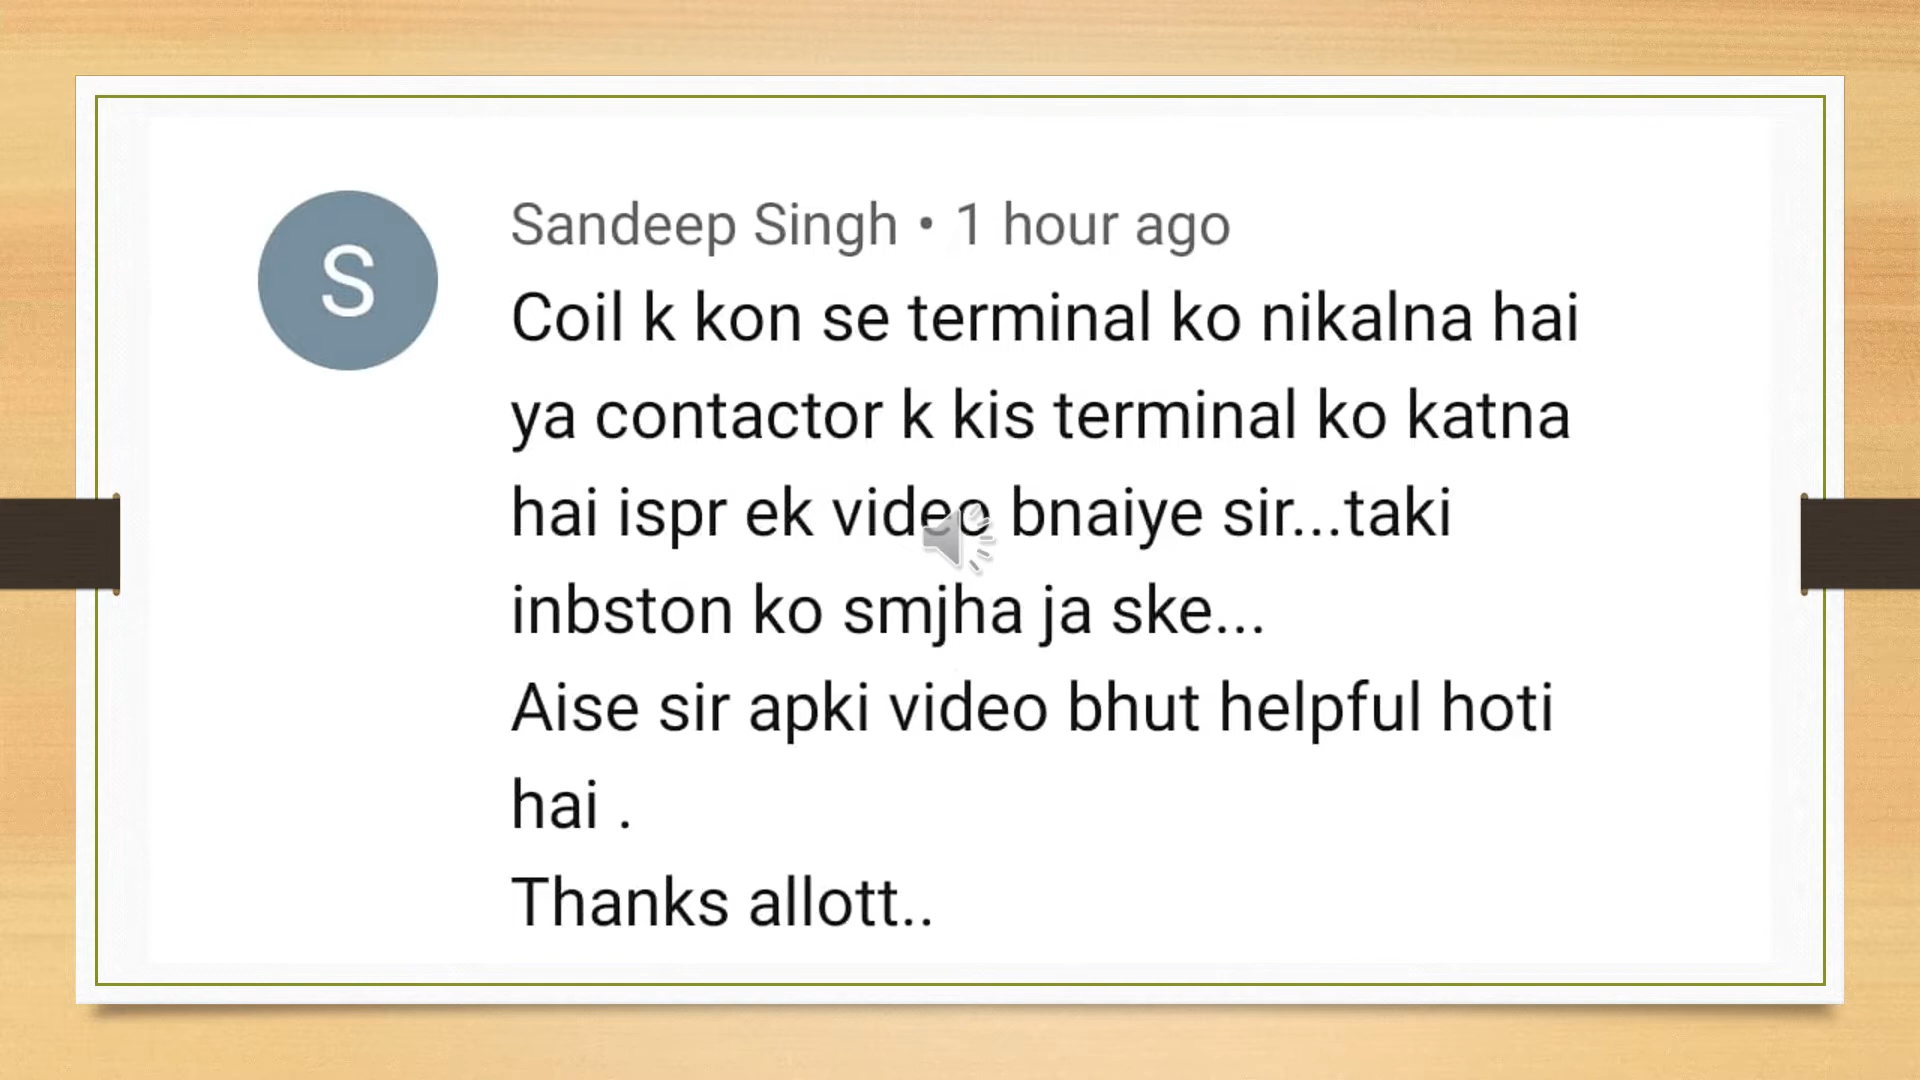 S
Sandeep Singh • 1 hour ago
Coil k kon se terminal ko nikalna hai
ya contactor k kis terminal ko katna
hai ispr ek video bnaiye sir...taki
inbston ko smjha ja ske...
Aise sir apki video bhut helpful hoti
hai .
Thanks allott..